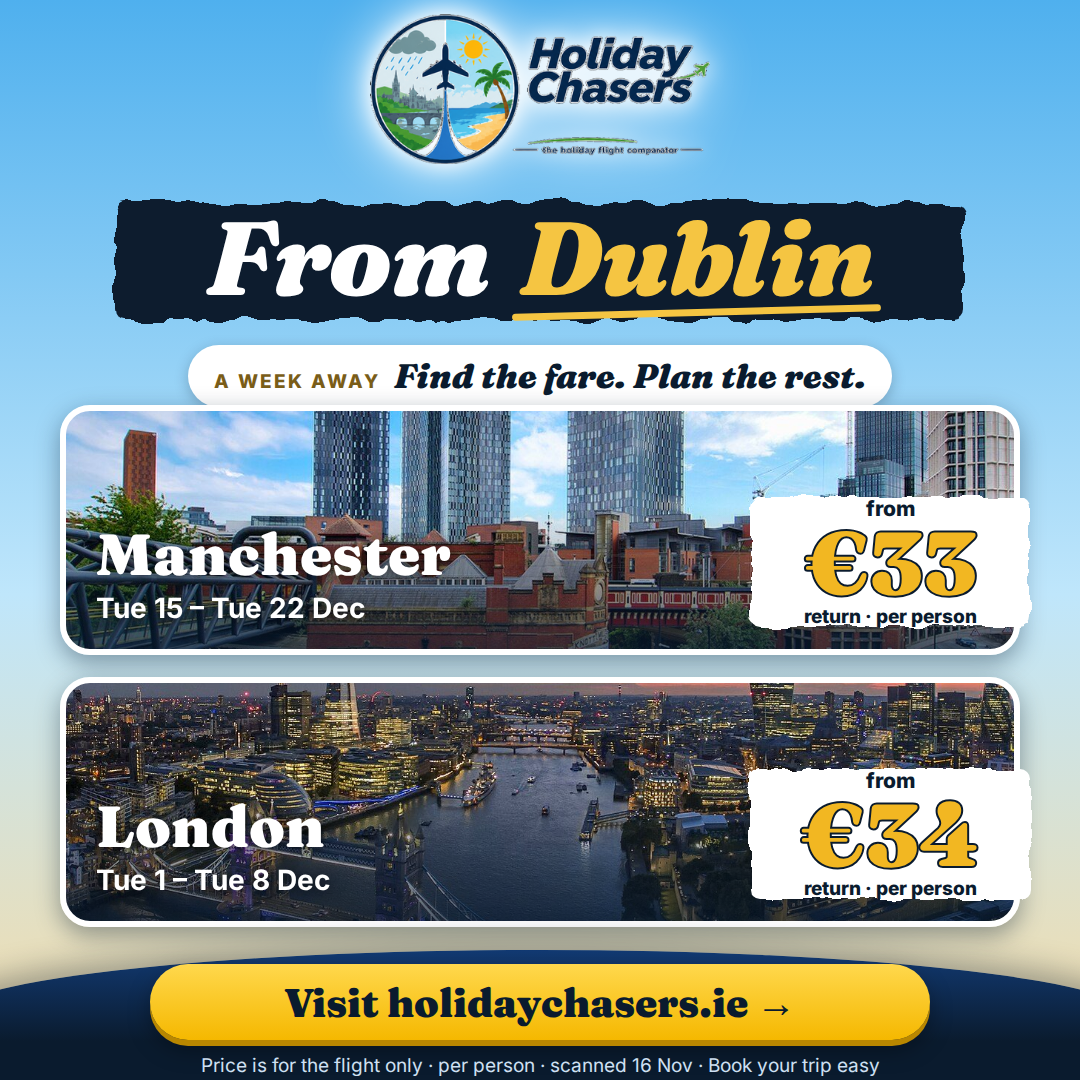 Holiday
Chasers
the holiday flight comparator
From Dublin
A WEEK AWAY Find the fare. Plan the rest.
Manchester
Tue 15 – Tue 22 Dec
from
€33
return · per person
London
Tue 1 – Tue 8 Dec
from
€34
return · per person
Visit holidaychasers.ie →
Price is for the flight only · per person · scanned 16 Nov · Book your trip easy